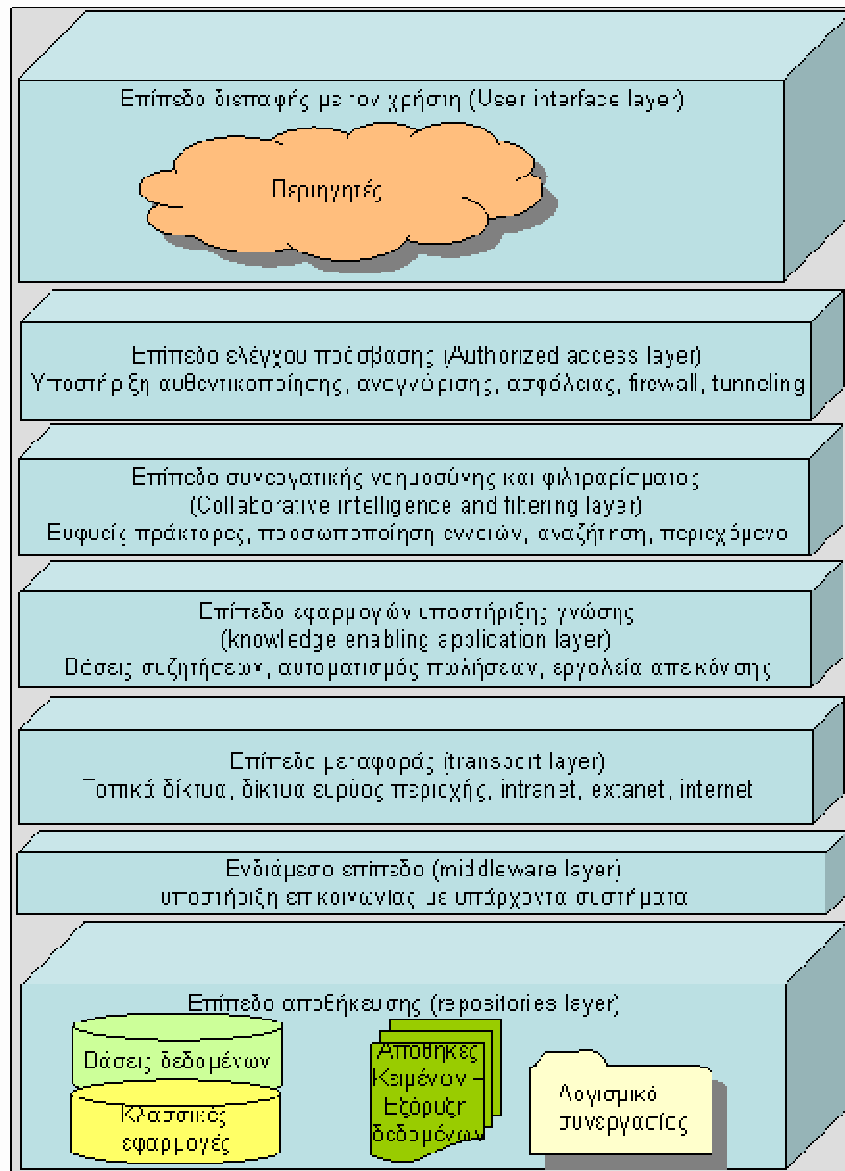 Επίπεδο διεπαφής με τον χρήστη (User interface layer)
Περιηγητές
Επίπεδο ελέγχου πρόσβασης (Authorized access layer)
Υποστήριξη αυθεντικοποίησης, αναγνώρισης, ασφάλειας, firewall, tunneling
Επίπεδο συνεργατικής νοημοσύνης και φιλτραρίσματος
(Collaborative intelligence and filtering layer)
Ευφυείς πράκτορες, προσωποποίηση εννοιών, αναζήτηση, περιεχόμενο
Επίπεδο εφαρμογών υποστήριξης γνώσης
(knowledge enabling application layer)
Βάσεις συζητήσεων, αυτοματισμός πωλήσεων, εργαλεία απεικόνισης
Επίπεδο μεταφοράς (transport layer)
Τοπικά δίκτυα, δίκτυα ευρύος περιοχής, intranet, extanet, internet
Ενδιάμεσο επίπεδο (middleware layer)
υποστήριξη επικοινωνίας με υπάρχοντα συστήματα
Επίπεδο αποθήκευσης (repositories layer)
Βάσεις δεδομένων
Κλασσικές
εφαρμογές
Αποθήκες
Κειμένων –
Εξόρυξη
δεδομένων
Λογισμικό
συνεργασίας